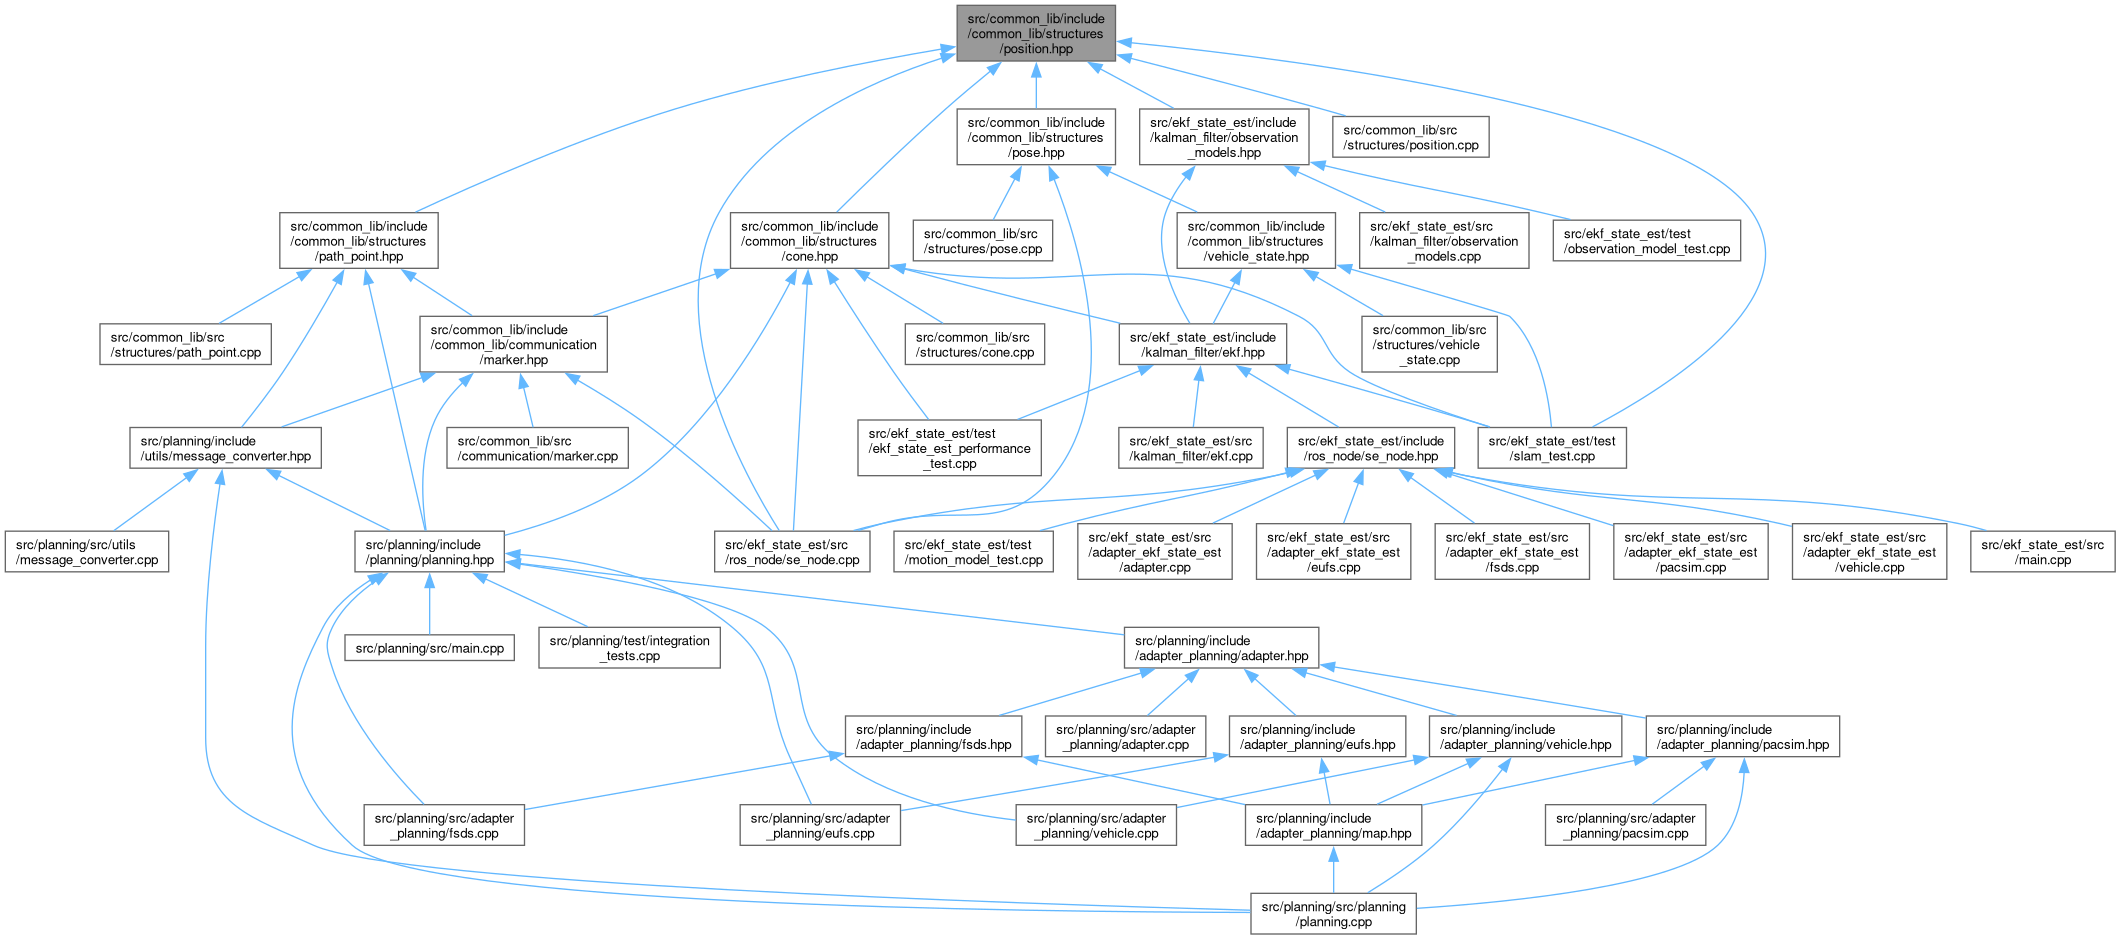 src/common_lib/include
/common_lib/structures
/position.hpp
src/common_lib/include
/common_lib/structures
/pose.hpp
src/ekf_state_est/include
/kalman_filter/observation
_models.hpp
src/common_lib/src
/structures/position.cpp
src/common_lib/include
/common_lib/structures
/path_point.hpp
src/common_lib/include
/common_lib/structures
/cone.hpp
src/common_lib/src
/structures/pose.cpp
src/common_lib/include
/common_lib/structures
/vehicle_state.hpp
src/ekf_state_est/src
/kalman_filter/observation
_models.cpp
src/ekf_state_est/test
/observation_model_test.cpp
src/common_lib/src
/structures/path_point.cpp
src/common_lib/include
/common_lib/communication
/marker.hpp
src/common_lib/src
/structures/cone.cpp
src/ekf_state_est/include
/kalman_filter/ekf.hpp
src/common_lib/src
/structures/vehicle
_state.cpp
src/planning/include
/utils/message_converter.hpp
src/common_lib/src
/communication/marker.cpp
src/ekf_state_est/test
/ekf_state_est_performance
_test.cpp
src/ekf_state_est/src
/kalman_filter/ekf.cpp
src/ekf_state_est/include
/ros_node/se_node.hpp
src/ekf_state_est/test
/slam_test.cpp
src/planning/src/utils
/message_converter.cpp
src/planning/include
/planning/planning.hpp
src/ekf_state_est/src
/ros_node/se_node.cpp
src/ekf_state_est/test
/motion_model_test.cpp
src/ekf_state_est/src
/adapter_ekf_state_est
/adapter.cpp
src/ekf_state_est/src
/adapter_ekf_state_est
/eufs.cpp
src/ekf_state_est/src
/adapter_ekf_state_est
/fsds.cpp
src/ekf_state_est/src
/adapter_ekf_state_est
/pacsim.cpp
src/ekf_state_est/src
/adapter_ekf_state_est
/vehicle.cpp
src/ekf_state_est/src
/main.cpp
src/planning/src/main.cpp
src/planning/test/integration
_tests.cpp
src/planning/include
/adapter_planning/adapter.hpp
src/planning/include
/adapter_planning/fsds.hpp
src/planning/src/adapter
_planning/adapter.cpp
src/planning/include
/adapter_planning/eufs.hpp
src/planning/include
/adapter_planning/vehicle.hpp
src/planning/include
/adapter_planning/pacsim.hpp
src/planning/src/adapter
_planning/fsds.cpp
src/planning/src/adapter
_planning/eufs.cpp
src/planning/src/adapter
_planning/vehicle.cpp
src/planning/include
/adapter_planning/map.hpp
src/planning/src/adapter
_planning/pacsim.cpp
src/planning/src/planning
/planning.cpp